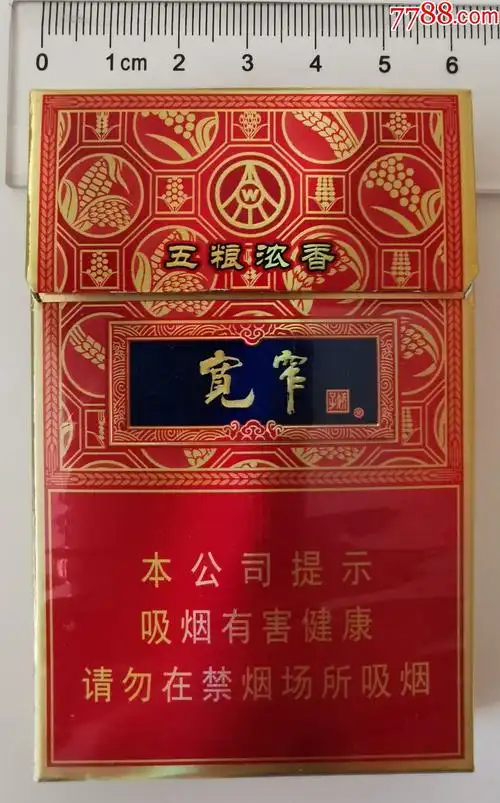 7788.com
0 1cm 2 3 4 5 6
W
五粮浓香
寬窄
本公司提示
吸烟有害健康
请勿在禁烟场所吸烟